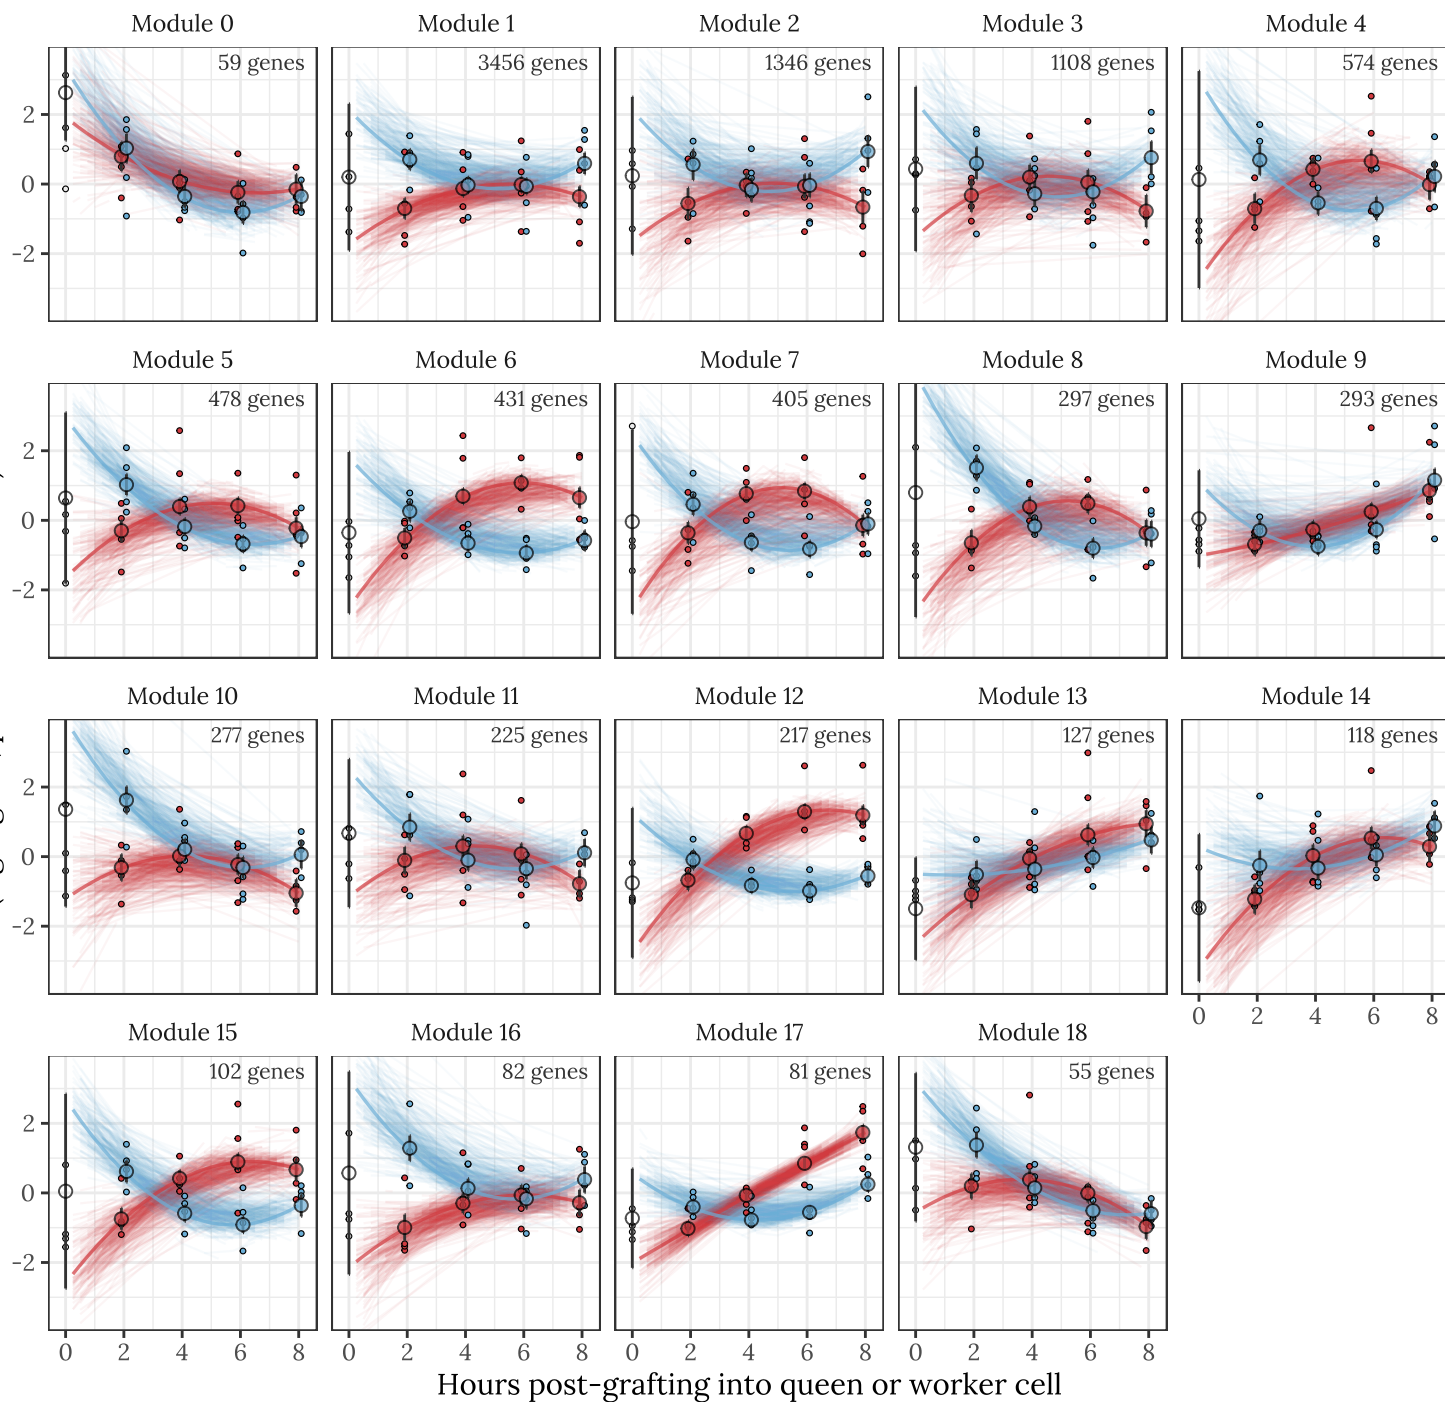 Module 0 Module 1 Module 2 Module 3 Module 4
59 genes 3456 genes 1346 genes 1108 genes 574 genes
2
0
-2
Module 5 Module 6 Module 7 Module 8 Module 9
478 genes 431 genes 405 genes 297 genes 293 genes
2
0
-2
Module 10 Module 11 Module 12 Module 13 Module 14
277 genes 225 genes 217 genes 127 genes 118 genes
2
0
-2
0 2 4 6 8
Module 15 Module 16 Module 17 Module 18
102 genes 82 genes 81 genes 55 genes
2
0
-2
0 2 4 6 8 0 2 4 6 8 0 2 4 6 8 0 2 4 6 8
Hours post-grafting into queen or worker cell